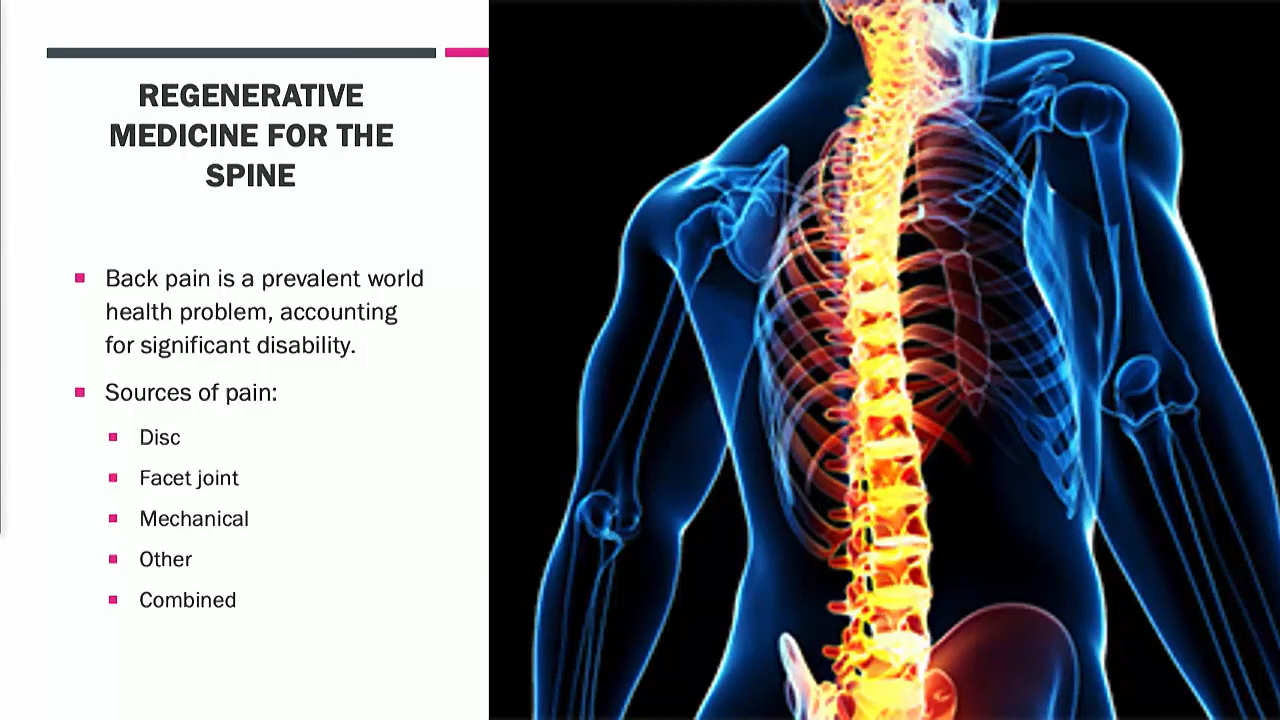 REGENERATIVE
MEDICINE FOR THE
SPINE
Back pain is a prevalent world
health problem, accounting
for significant disability.
Sources of pain:
Disc
Facet joint
Mechanical
Other
Combined